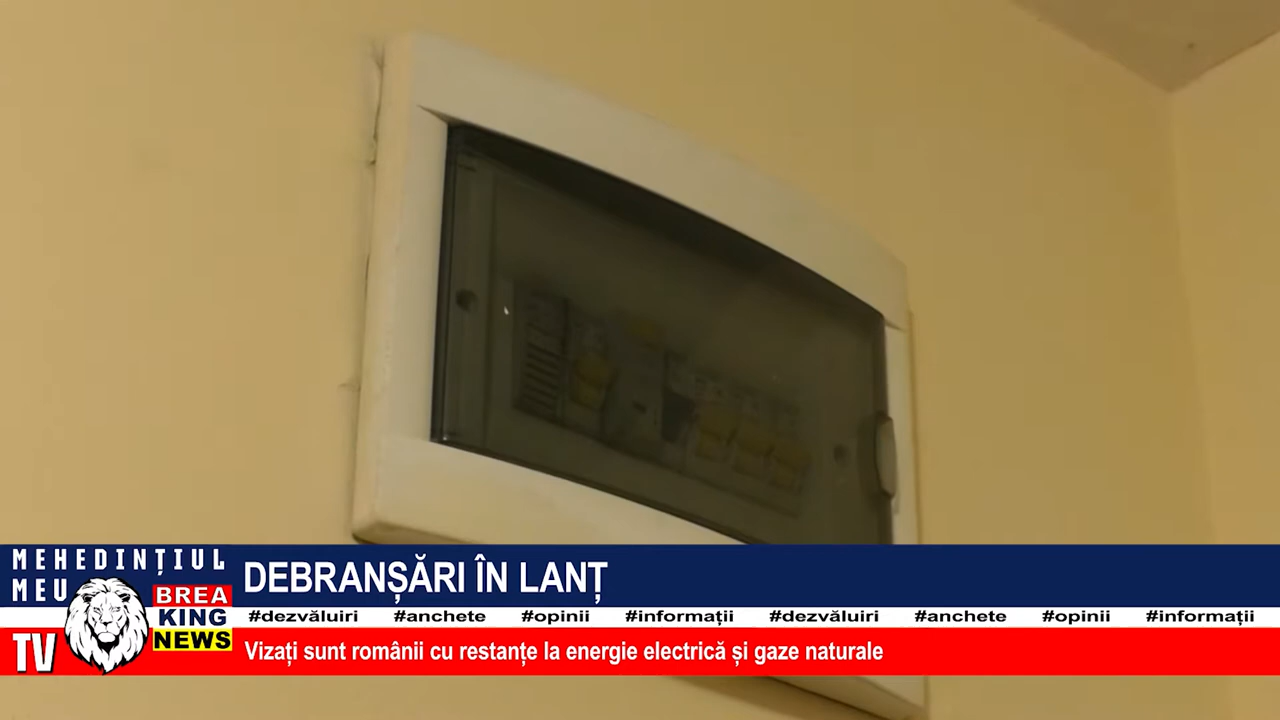 MEHEDINȚIUL
MEU
TV
BREA
KING
NEWS
DEBRANȘĂRI ÎN LANȚ
#dezvăluiri #anchete #opinii #informații #dezvăluiri #anchete #opinii #informații
Vizați sunt românii cu restanțe la energie electrică și gaze naturale